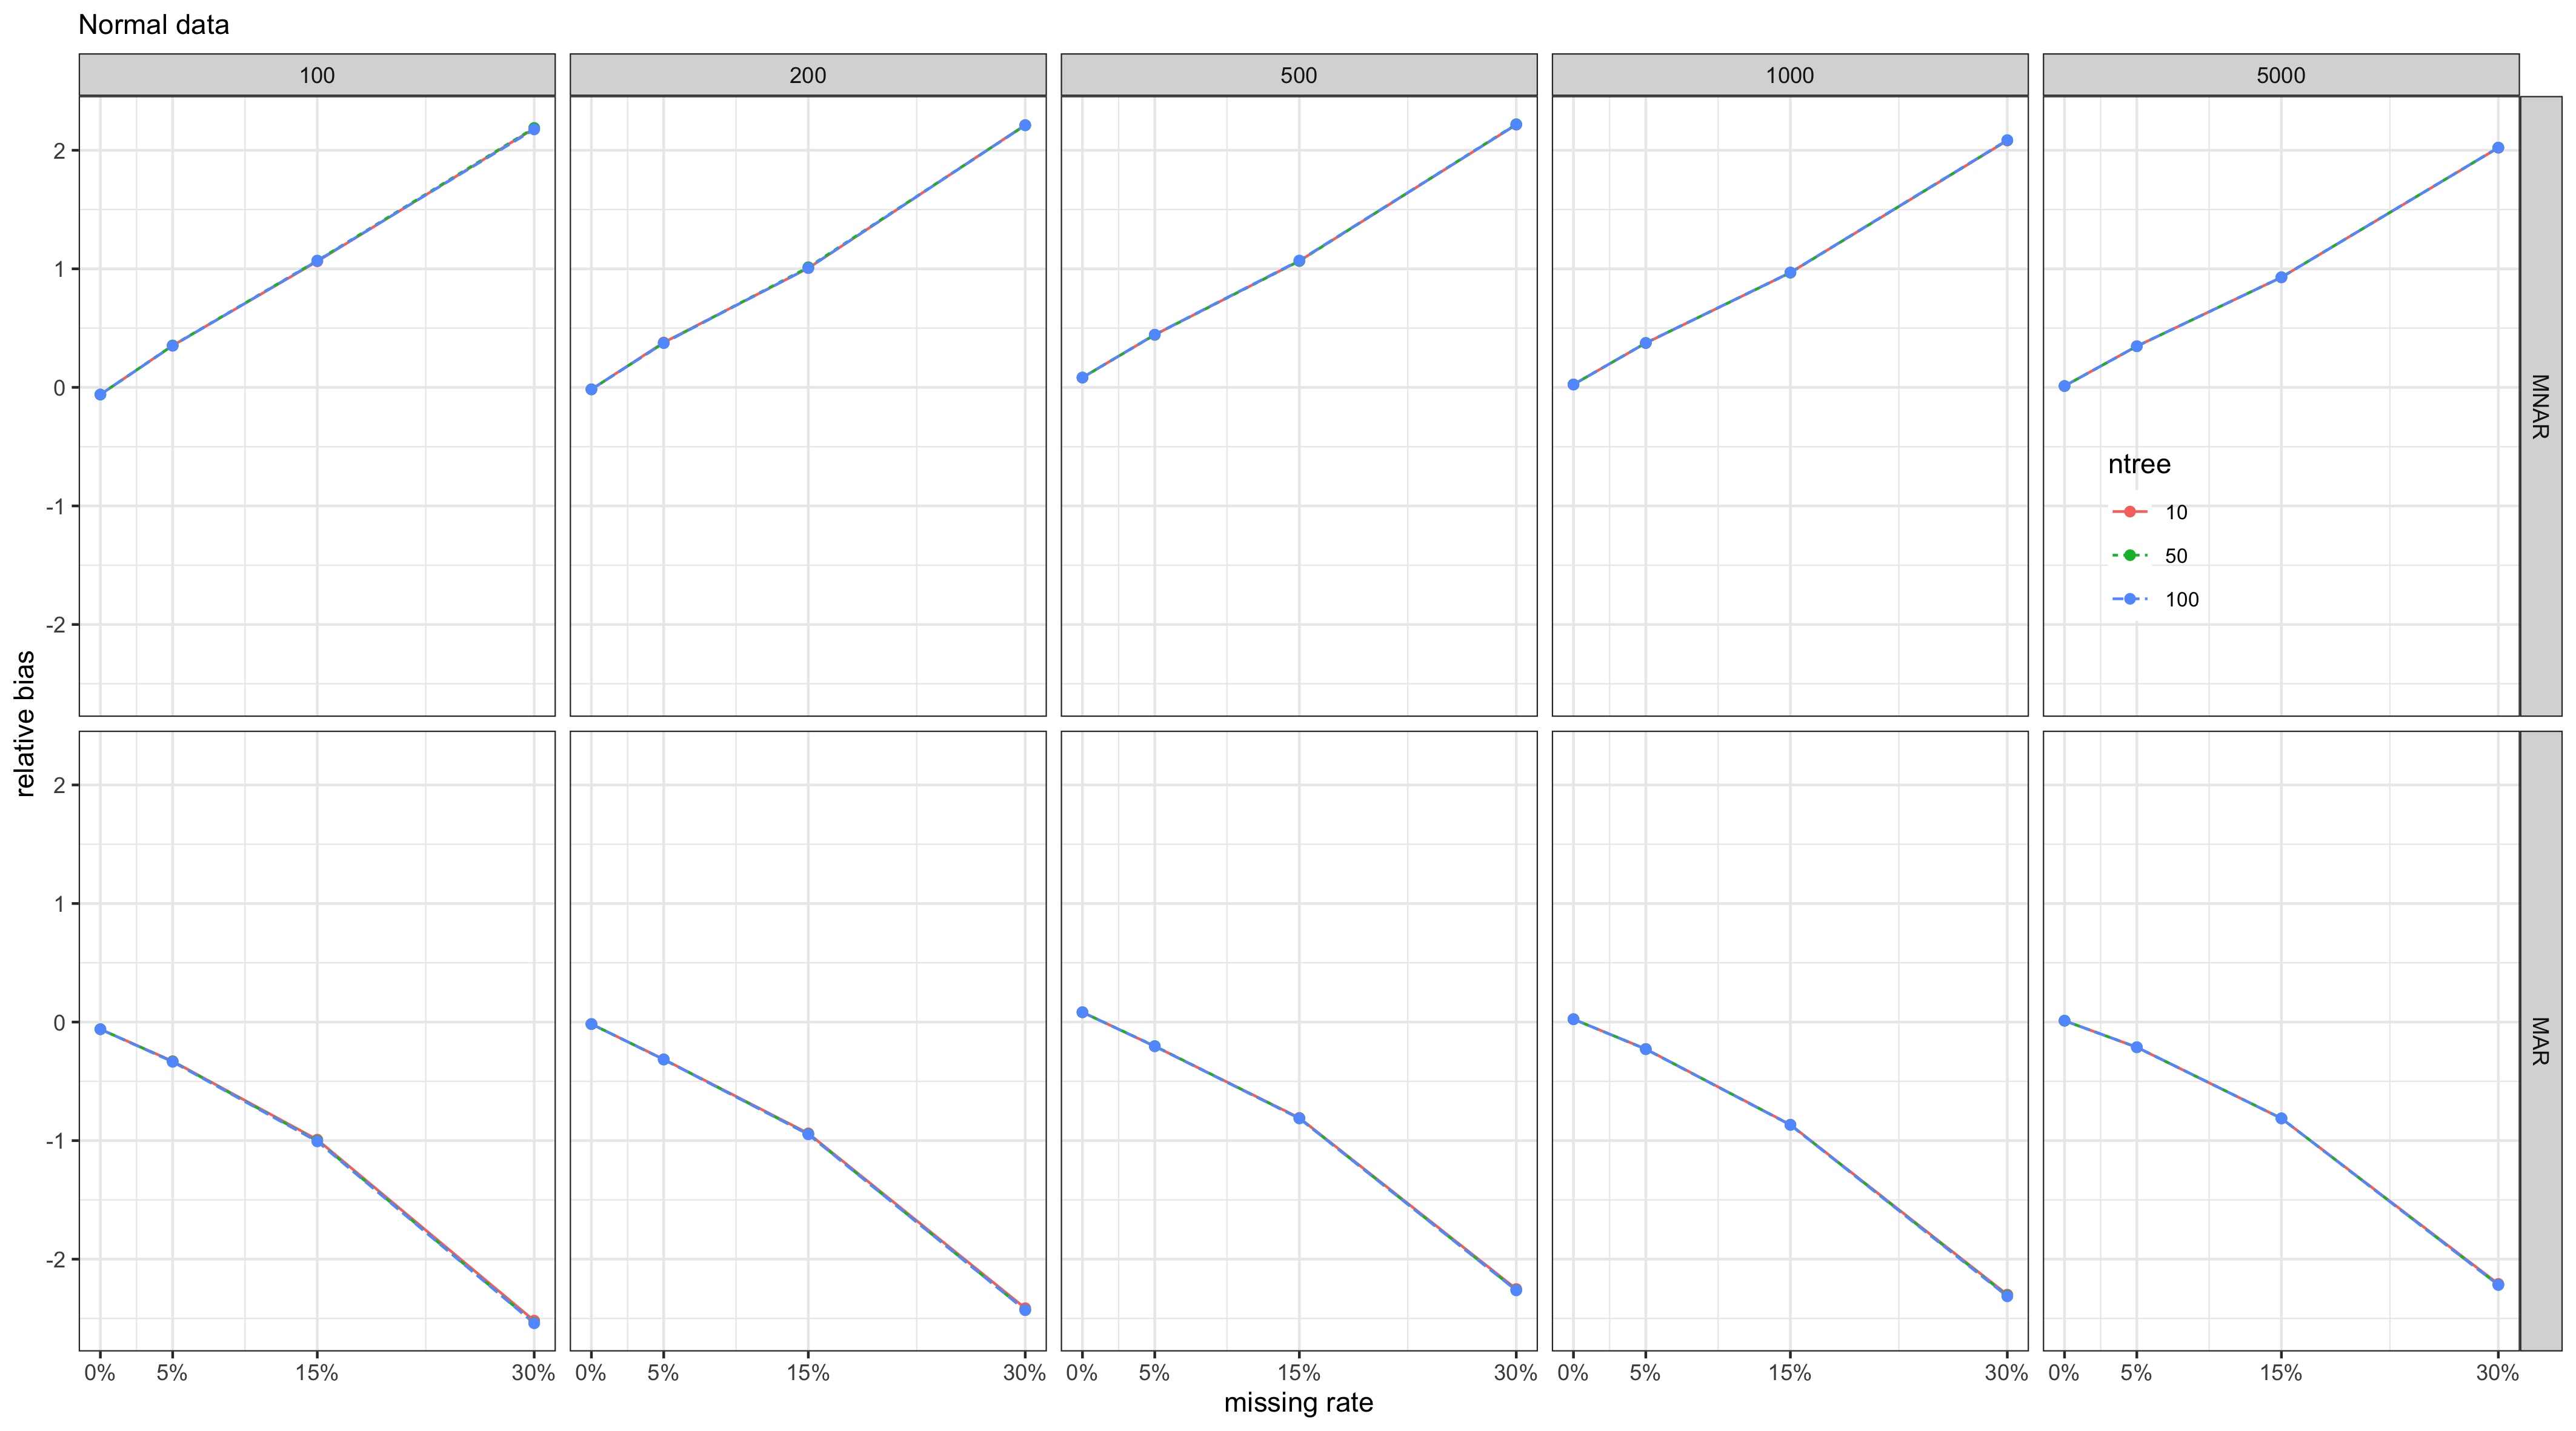 Normal data
100 200 500 1000 5000
2
1
0
-1
-2
MNAR
ntree
10
50
100
relative bias
2
1
0
-1
-2
MAR
0% 5% 15% 30% 0% 5% 15% 30% 0% 5% 15% 30% 0% 5% 15% 30% 0% 5% 15% 30%
missing rate